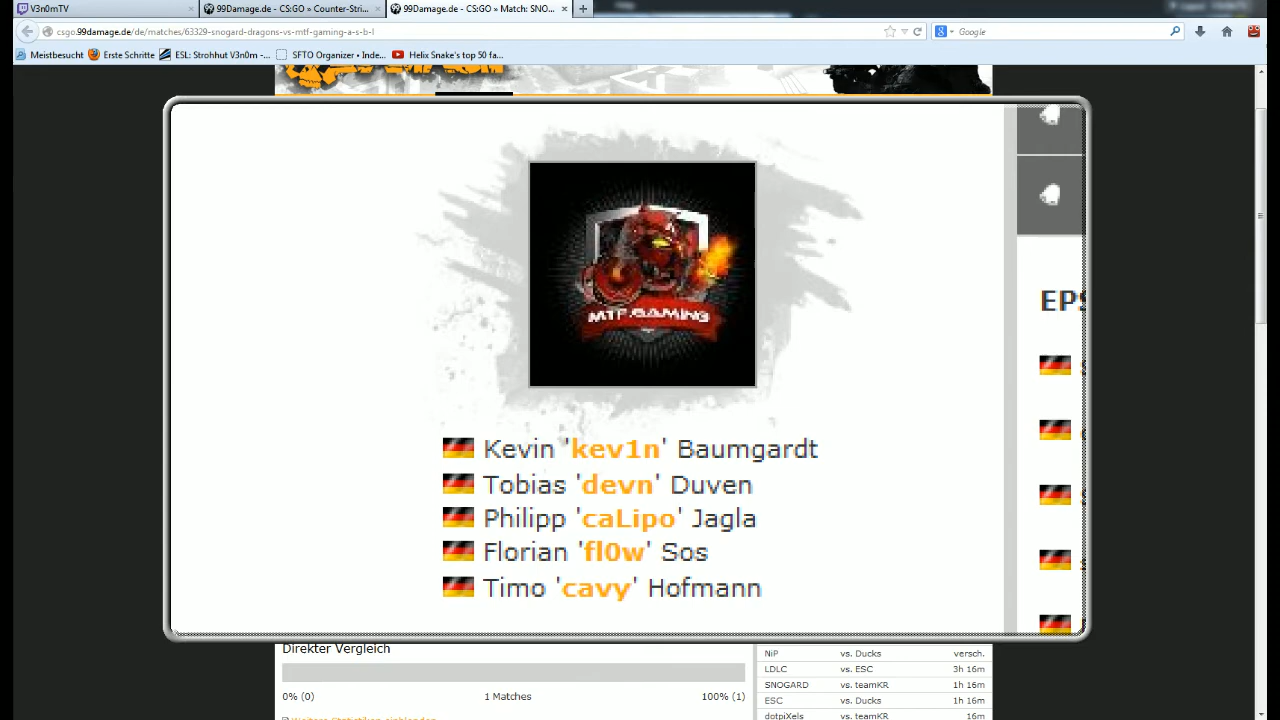 V3n0mTV
99Damage.de - CS:GO » Counter-Stri...
99Damage.de - CS:GO » Match: SNO...
csgo.99damage.de/de/matches/63329-snogard-dragons-vs-mtf-gaming-a-s-b-l
Google
Meistbesucht
Erste Schritte
ESL: Strohhut V3n0m -...
SFTO Organizer • Inde...
Helix Snake's top 50 fa...
MTF.GAMING
EPS
Kevin 'kev1n' Baumgardt
Tobias 'devn' Duven
Philipp 'caLipo' Jagla
Florian 'fl0w' Sos
Timo 'cavy' Hofmann
Direkter Vergleich
0% (0) 1 Matches 100% (1)
Weitere Statistiken einblenden
NiP vs. Ducks versch.
LDLC vs. ESC 3h 16m
SNOGARD vs. teamKR 1h 16m
ESC vs. Ducks 1h 16m
dotpiXels vs. teamKR 16m